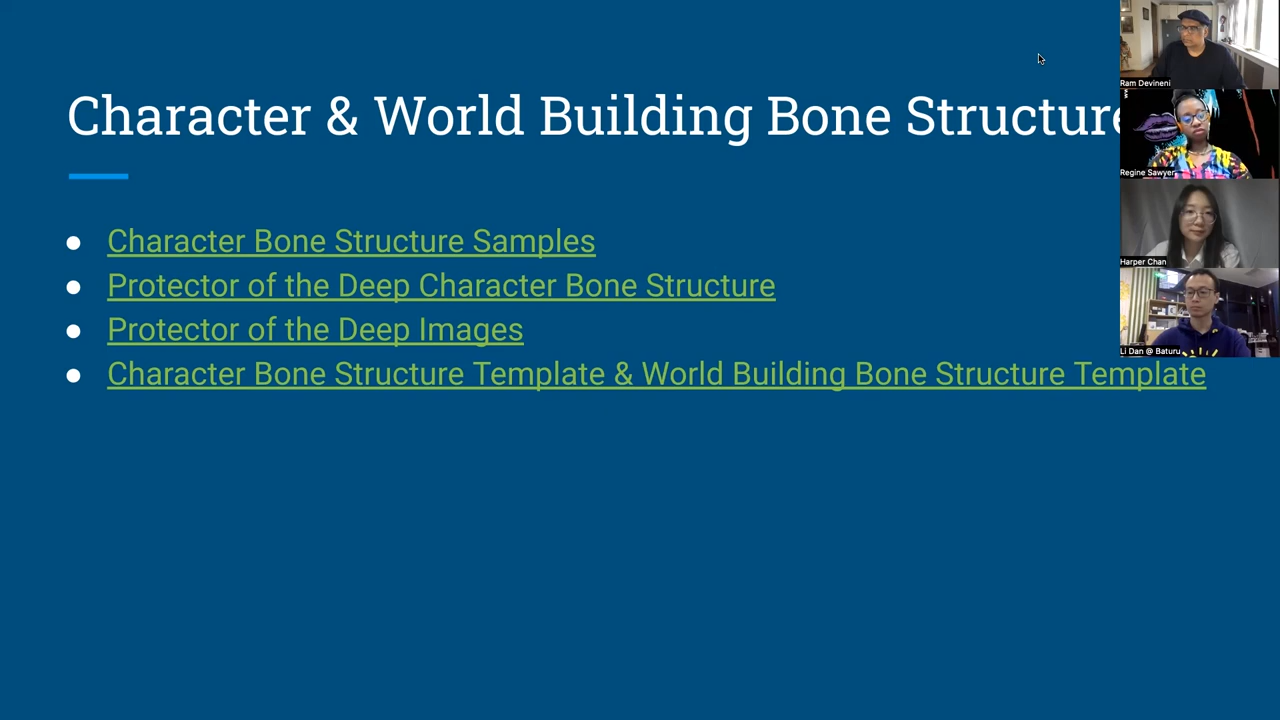 Character & World Building Bone Structure
Character Bone Structure Samples
Protector of the Deep Character Bone Structure
Protector of the Deep Images
Character Bone Structure Template & World Building Bone Structure Template
Ram Devineni
Regine Sawyer
Harper Chan
Li Dan @ Baturu